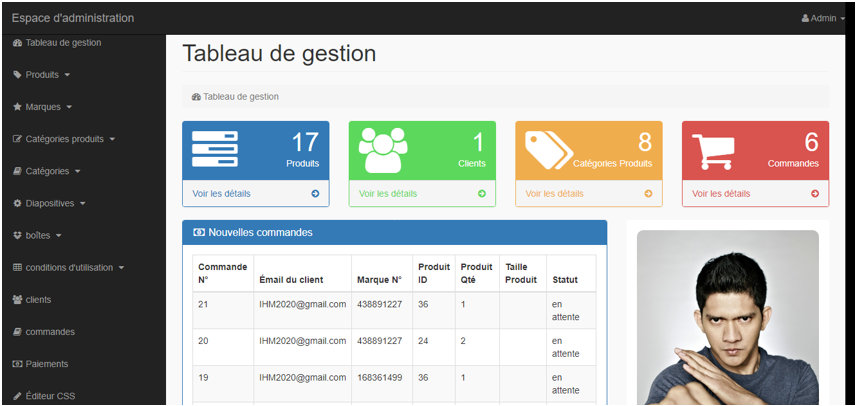 Espace d'administration
Admin
Tableau de gestion
Produits
Marques
Catégories produits
Catégories
Diapositives
boîtes
conditions d'utilisation
clients
commandes
Paiements
Éditeur CSS
Tableau de gestion
Tableau de gestion
17
Produits
Voir les détails
1
Clients
Voir les détails
8
Catégories Produits
Voir les détails
6
Commandes
Voir les détails
Nouvelles commandes
Commande N° Émail du client Marque N° Produit ID Produit Qté Taille Produit Statut
21 IHM2020@gmail.com 438891227 36 1 en attente
20 IHM2020@gmail.com 438891227 24 2 en attente
19 IHM2020@gmail.com 168361499 36 1 en attente